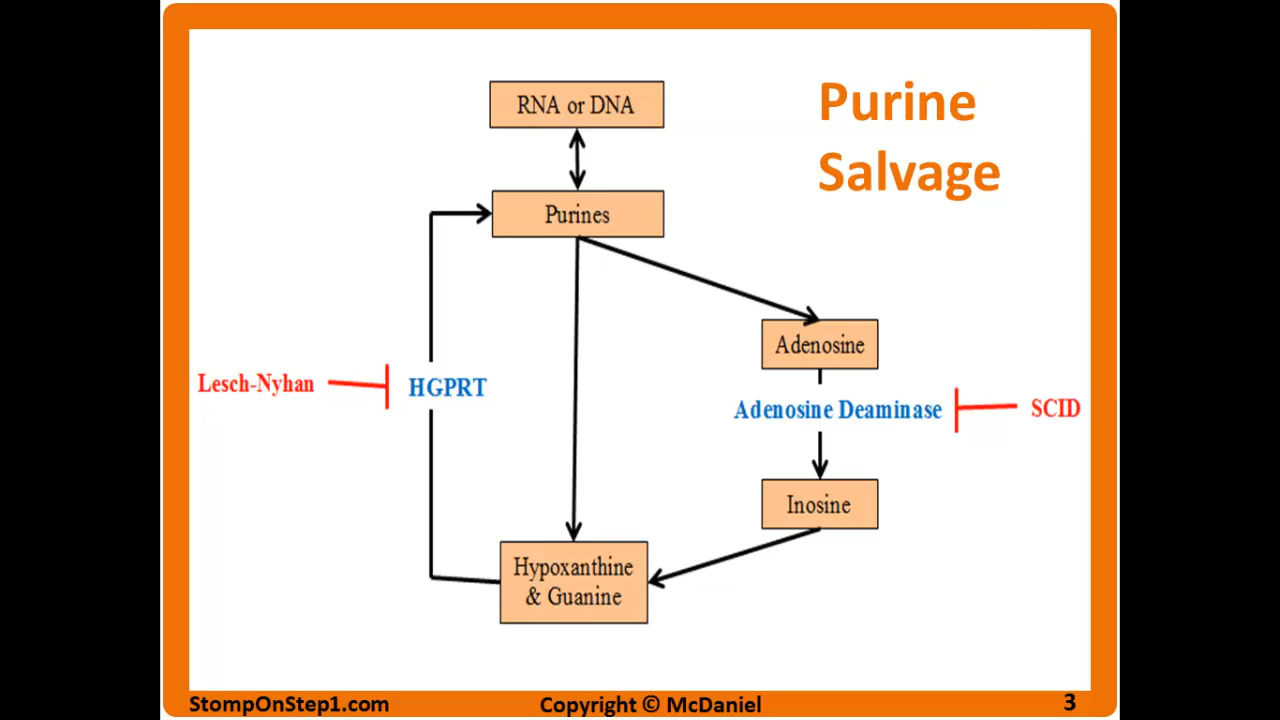 Purine
Salvage
RNA or DNA
Purines
Adenosine
Lesch-Nyhan
HGPRT
Adenosine Deaminase
SCID
Inosine
Hypoxanthine
& Guanine
StompOnStep1.com
Copyright © McDaniel
3